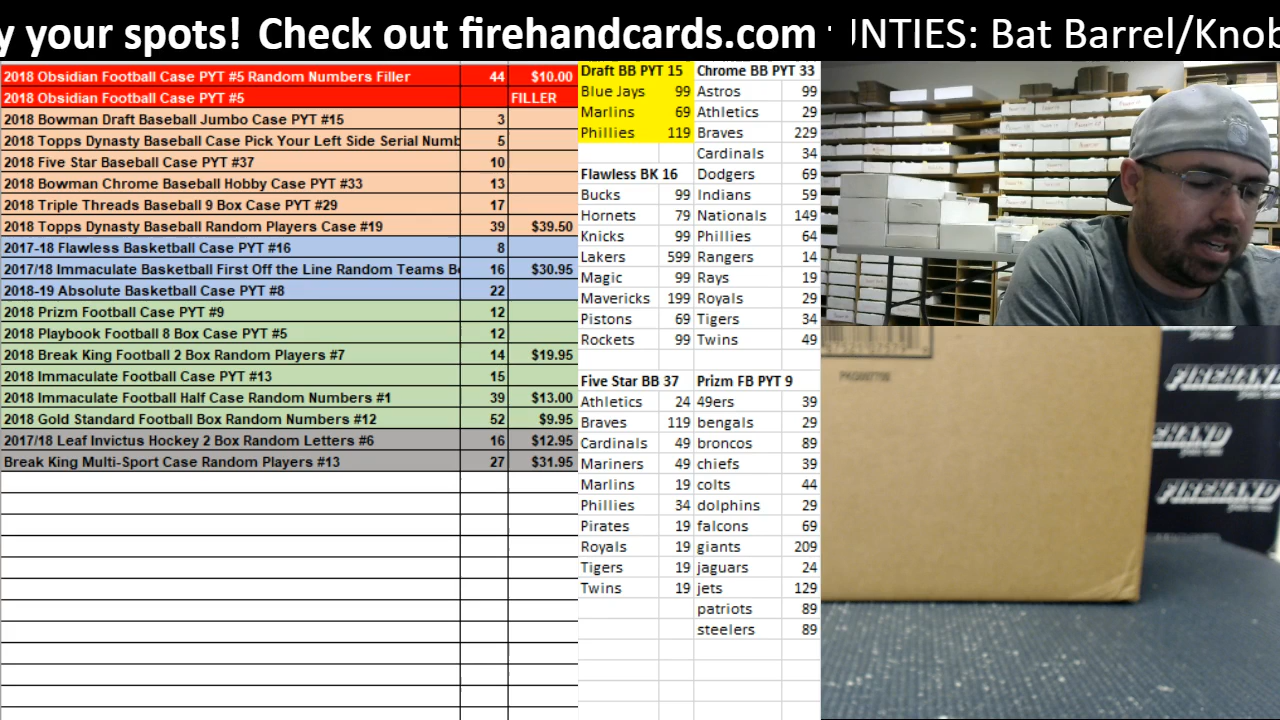 y your spots! Check out firehandcards.com
NTIES: Bat Barrel/Knob
2018 Obsidian Football Case PYT #5 Random Numbers Filler 44 $10.00
2018 Obsidian Football Case PYT #5 FILLER
2018 Bowman Draft Baseball Jumbo Case PYT #15 3
2018 Topps Dynasty Baseball Case Pick Your Left Side Serial Numb 5
2018 Five Star Baseball Case PYT #37 10
2018 Bowman Chrome Baseball Hobby Case PYT #33 13
2018 Triple Threads Baseball 9 Box Case PYT #29 17
2018 Topps Dynasty Baseball Random Players Case #19 39 $39.50
2017-18 Flawless Basketball Case PYT #16 8
2017/18 Immaculate Basketball First Off the Line Random Teams B 16 $30.95
2018-19 Absolute Basketball Case PYT #8 22
2018 Prizm Football Case PYT #9 12
2018 Playbook Football 8 Box Case PYT #5 12
2018 Break King Football 2 Box Random Players #7 14 $19.95
2018 Immaculate Football Case PYT #13 15
2018 Immaculate Football Half Case Random Numbers #1 39 $13.00
2018 Gold Standard Football Box Random Numbers #12 52 $9.95
2017/18 Leaf Invictus Hockey 2 Box Random Letters #6 16 $12.95
Break King Multi-Sport Case Random Players #13 27 $31.95
Draft BB PYT 15
Blue Jays 99
Marlins 69
Phillies 119
Flawless BK 16
Bucks 99
Hornets 79
Knicks 99
Lakers 599
Magic 99
Mavericks 199
Pistons 69
Rockets 99
Five Star BB 37
Athletics 24
Braves 119
Cardinals 49
Mariners 49
Marlins 19
Phillies 34
Pirates 19
Royals 19
Tigers 19
Twins 19
Chrome BB PYT 33
Astros 99
Athletics 29
Braves 229
Cardinals 34
Dodgers 69
Indians 59
Nationals 149
Phillies 64
Rangers 14
Rays 19
Royals 29
Tigers 34
Twins 49
Prizm FB PYT 9
49ers 39
bengals 29
broncos 89
chiefs 39
colts 44
dolphins 29
falcons 69
giants 209
jaguars 24
jets 129
patriots 89
steelers 89
FIREHAND
FIREHAND